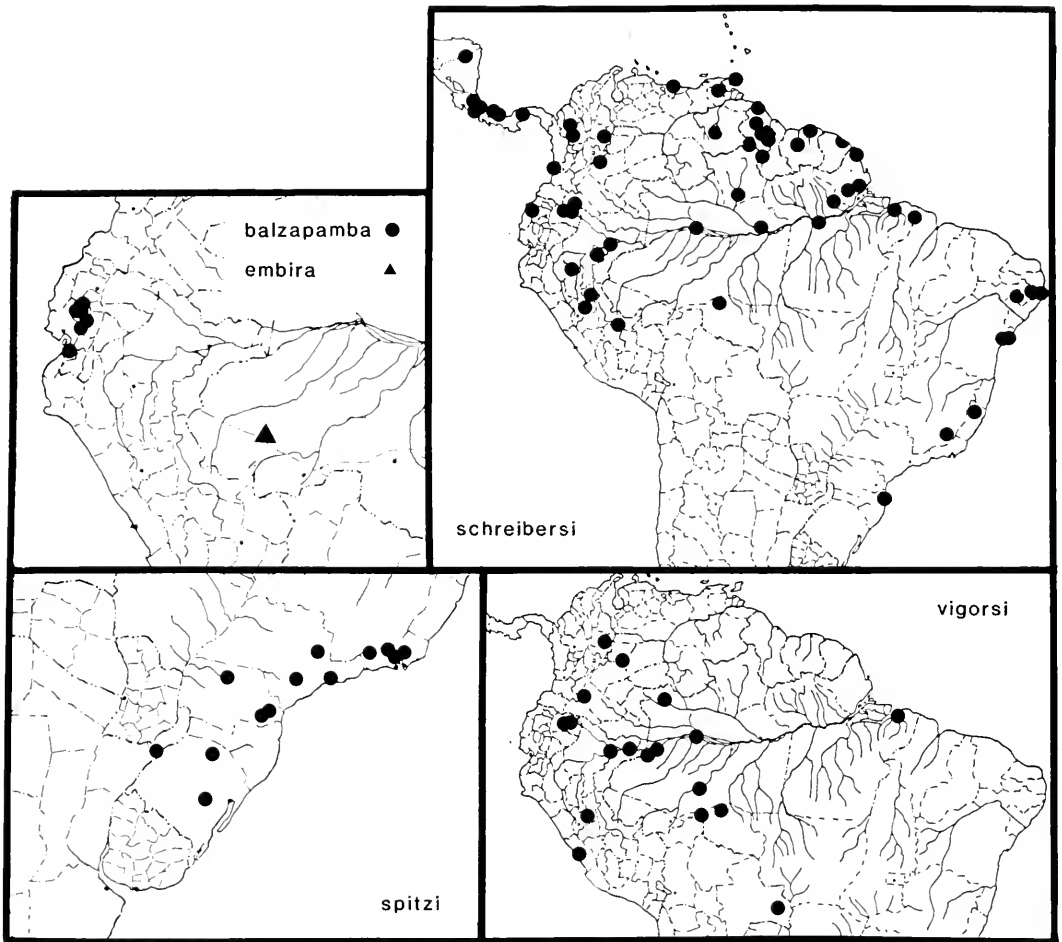 balzapamba ●
embira ▲
schreibersi
vigorsi
spitzi